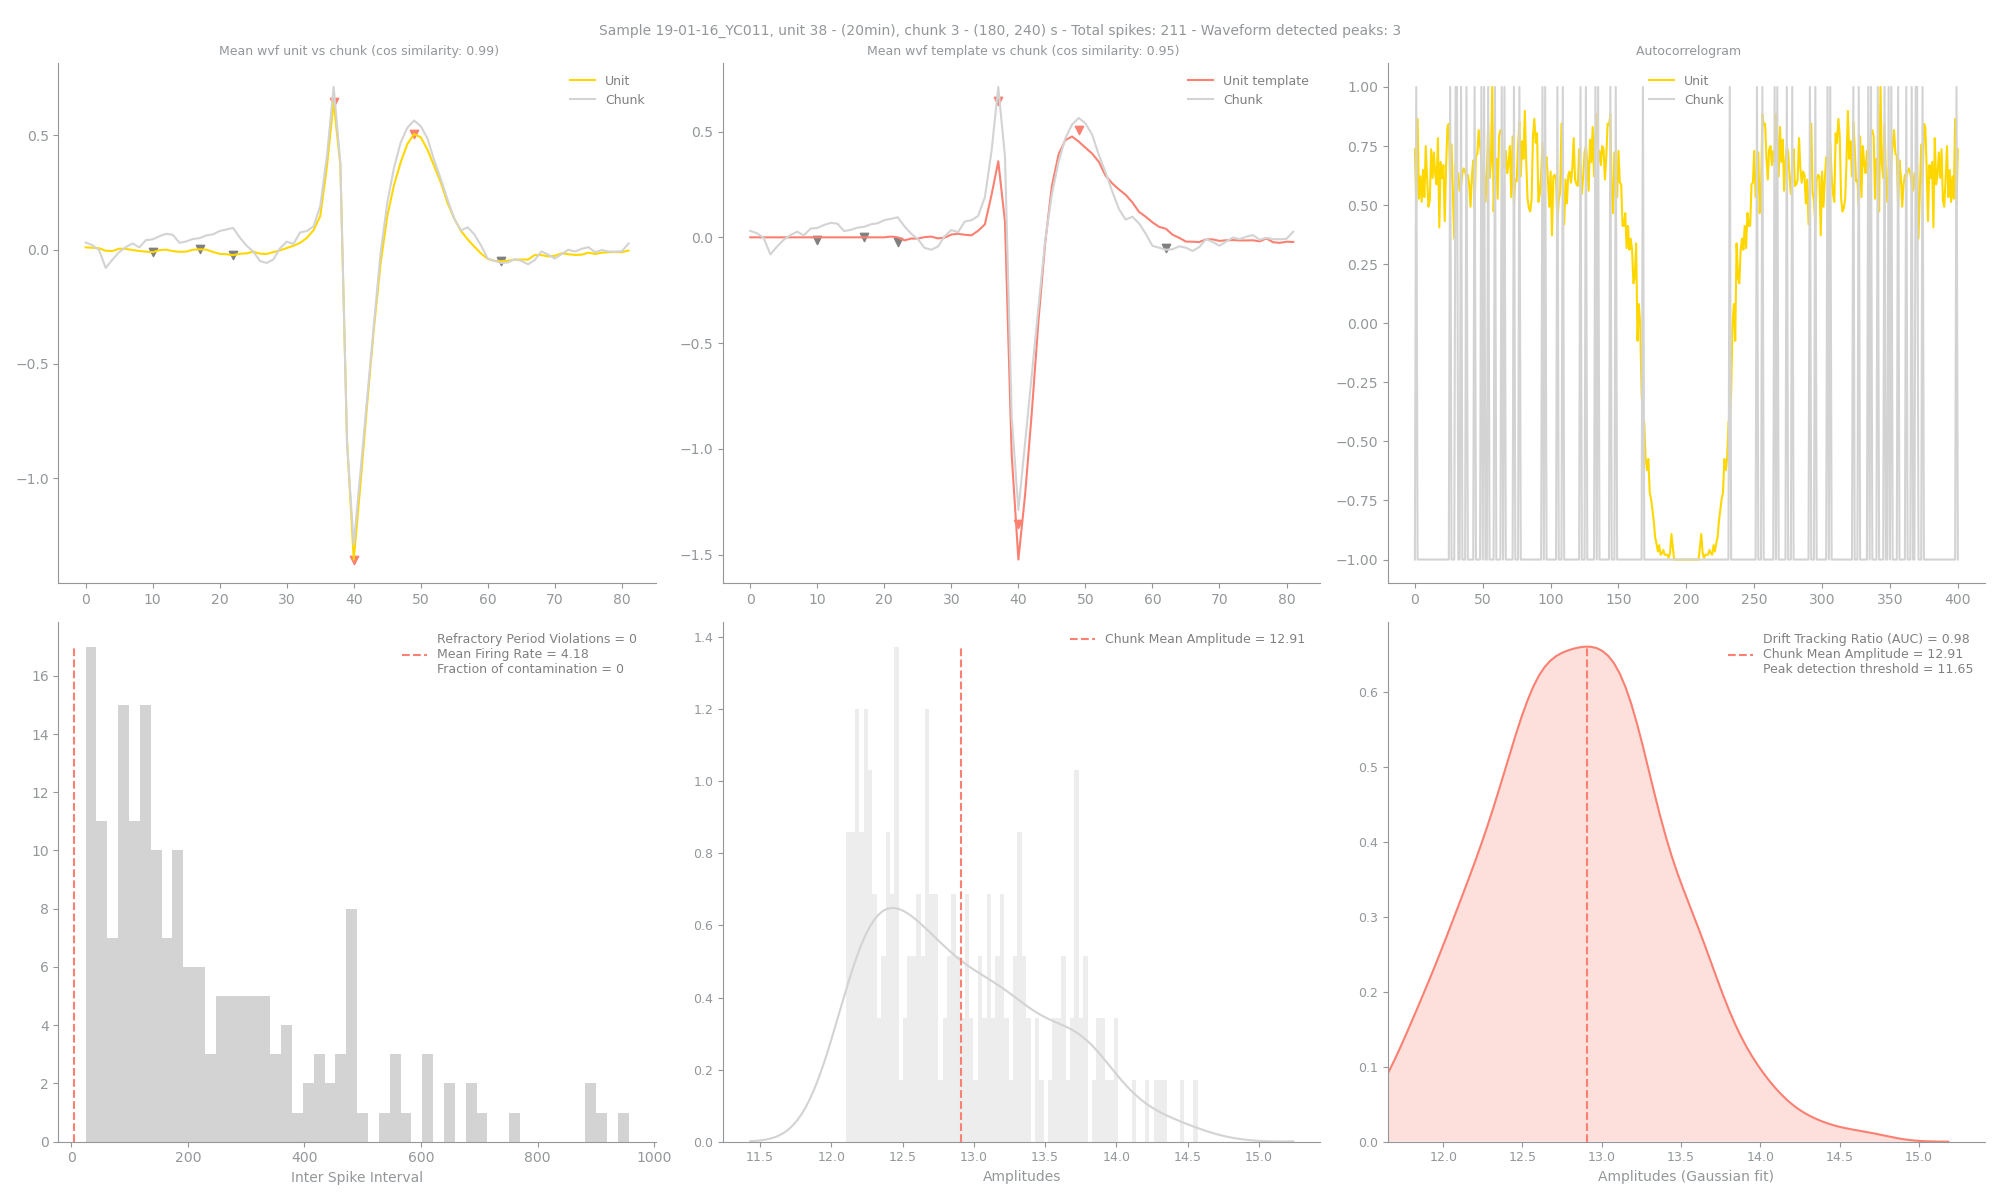 Sample 19-01-16_YC011, unit 38 - (20min), chunk 3 - (180, 240) s - Total spikes: 211 - Waveform detected peaks: 3
Mean wvf unit vs chunk (cos similarity: 0.99)
Unit
Chunk
0.5
0.0
−0.5
−1.0
0 10 20 30 40 50 60 70 80
Mean wvf template vs chunk (cos similarity: 0.95)
Unit template
Chunk
0.5
0.0
−0.5
−1.0
−1.5
0 10 20 30 40 50 60 70 80
Autocorrelogram
Unit
Chunk
1.00
0.75
0.50
0.25
0.00
−0.25
−0.50
−0.75
−1.00
0 50 100 150 200 250 300 350 400
Refractory Period Violations = 0
Mean Firing Rate = 4.18
Fraction of contamination = 0
16
14
12
10
8
6
4
2
0
0 200 400 600 800 1000
Inter Spike Interval
Chunk Mean Amplitude = 12.91
1.4
1.2
1.0
0.8
0.6
0.4
0.2
0.0
11.5 12.0 12.5 13.0 13.5 14.0 14.5 15.0
Amplitudes
Drift Tracking Ratio (AUC) = 0.98
Chunk Mean Amplitude = 12.91
Peak detection threshold = 11.65
0.6
0.5
0.4
0.3
0.2
0.1
0.0
12.0 12.5 13.0 13.5 14.0 14.5 15.0
Amplitudes (Gaussian fit)